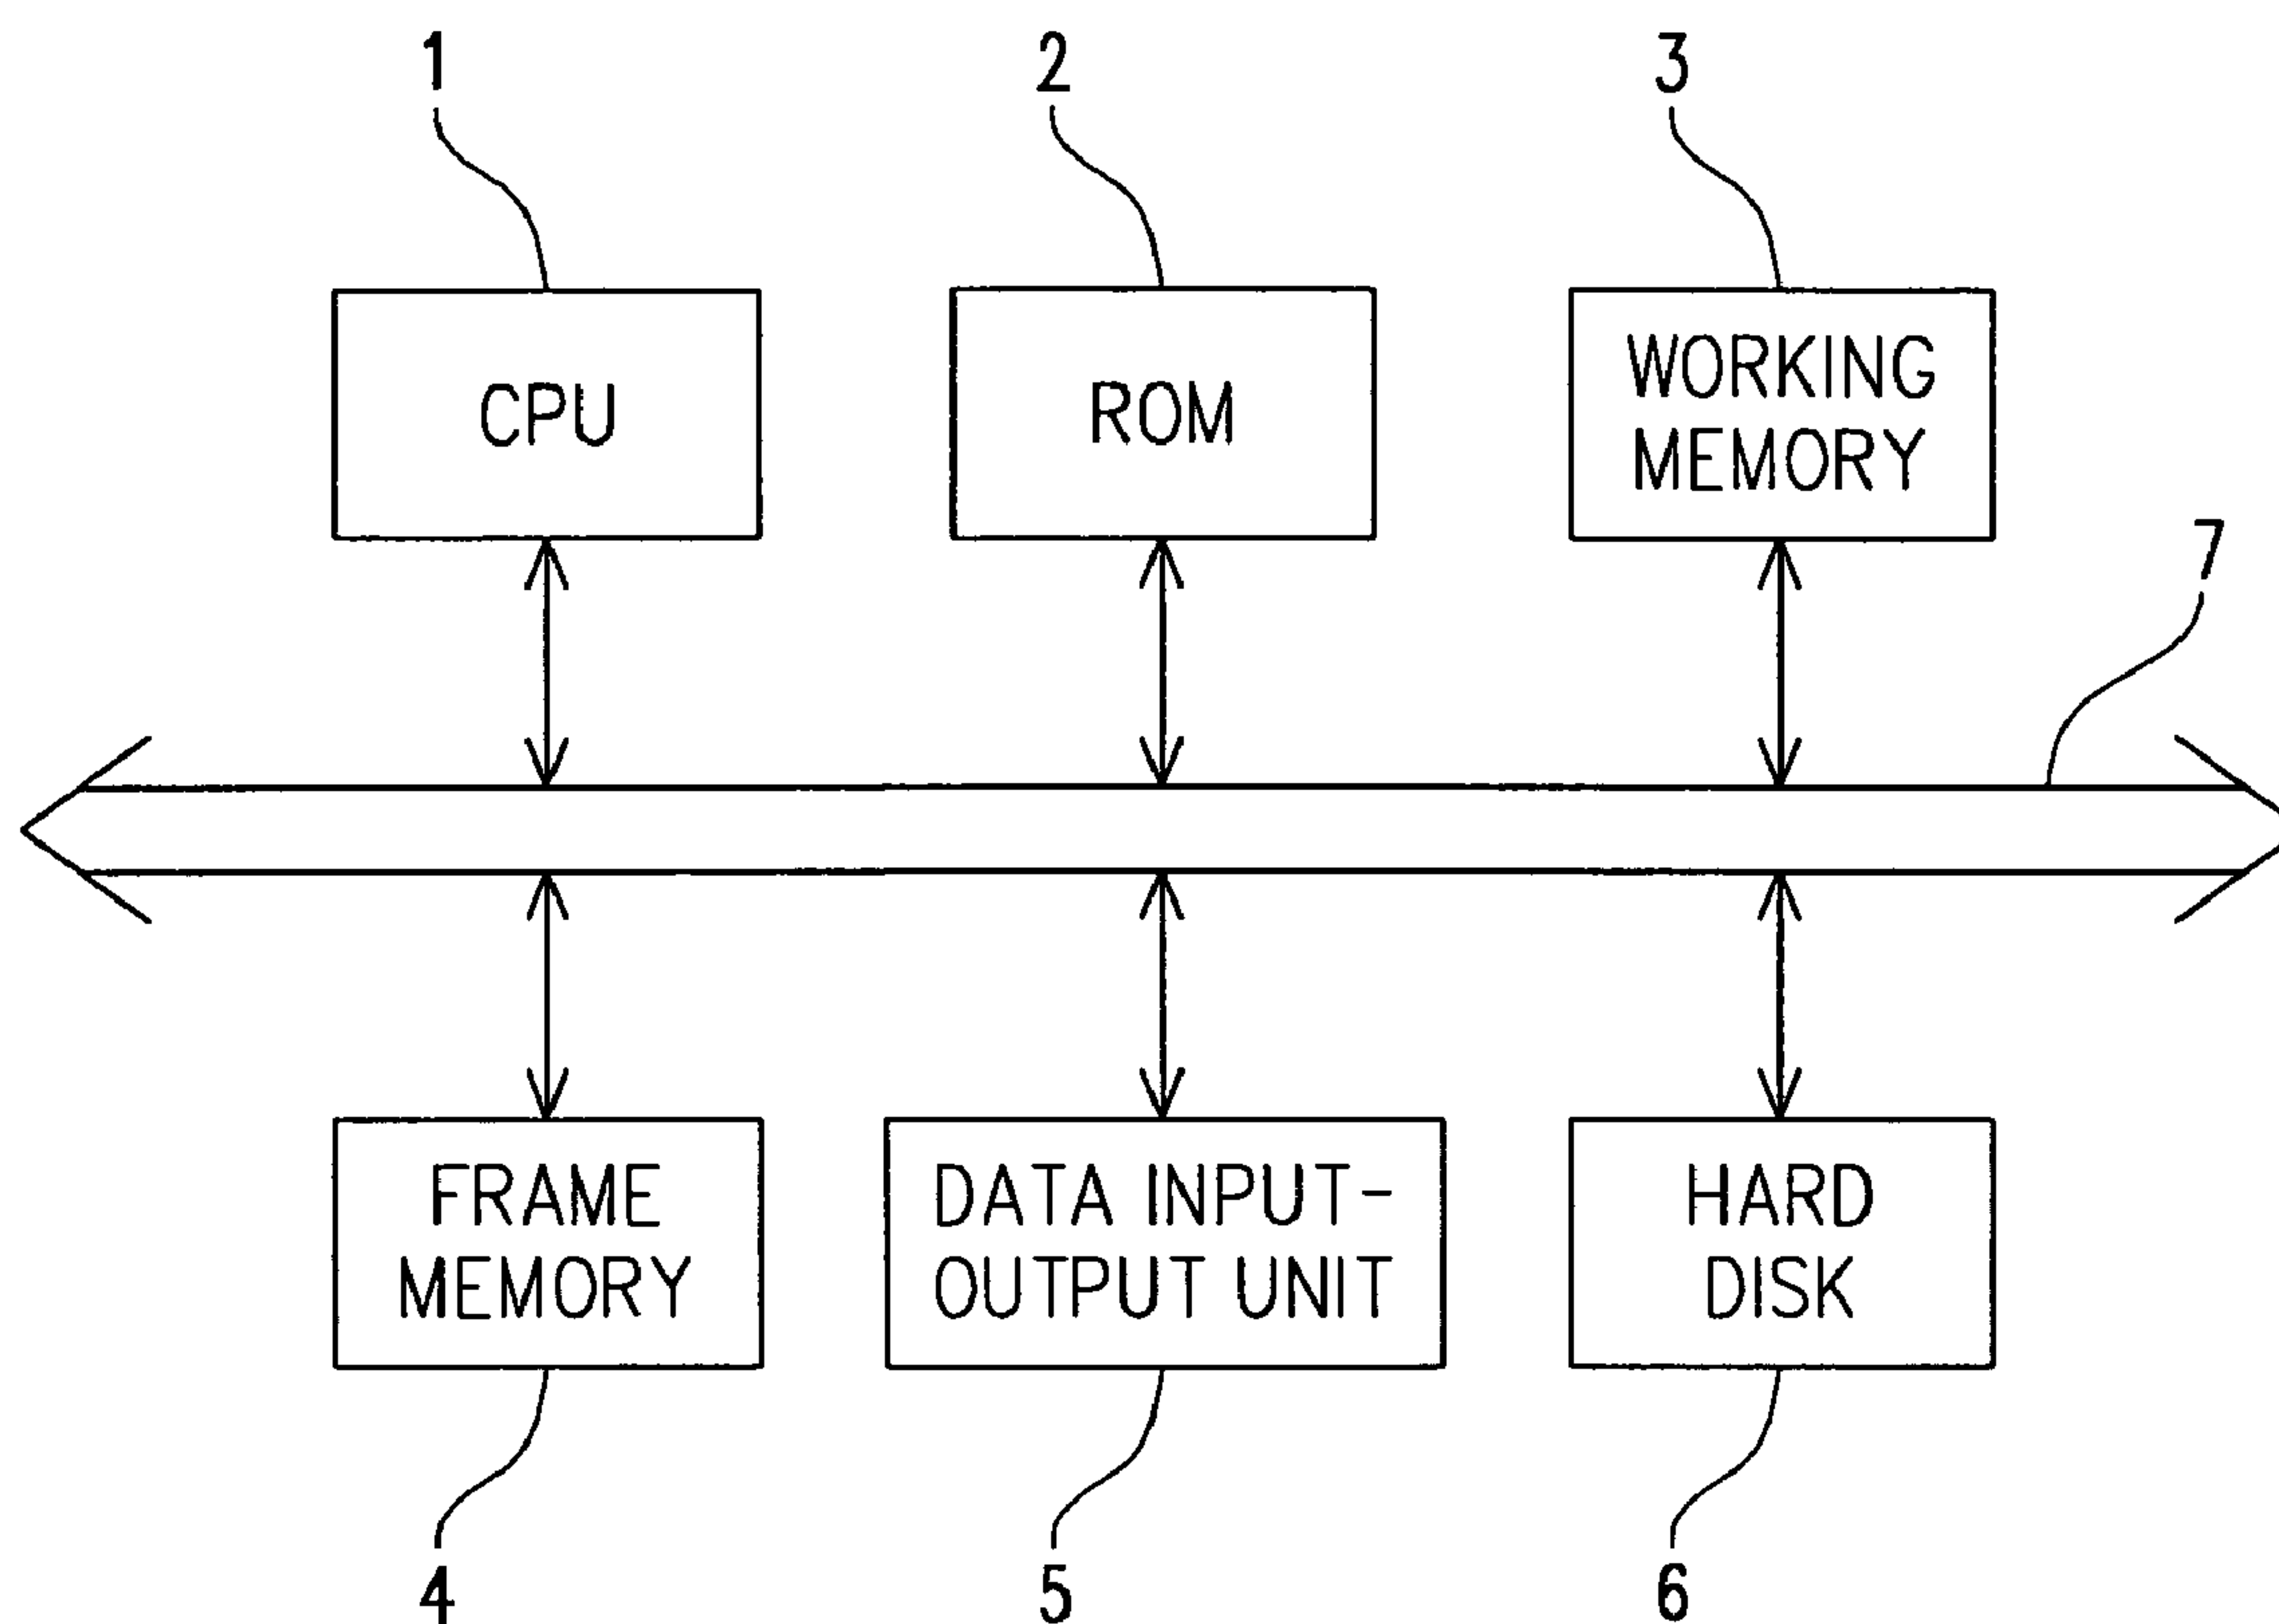 1
2
3
CPU
ROM
WORKING
MEMORY
7
FRAME
MEMORY
DATA INPUT-
OUTPUT UNIT
HARD
DISK
4
5
6